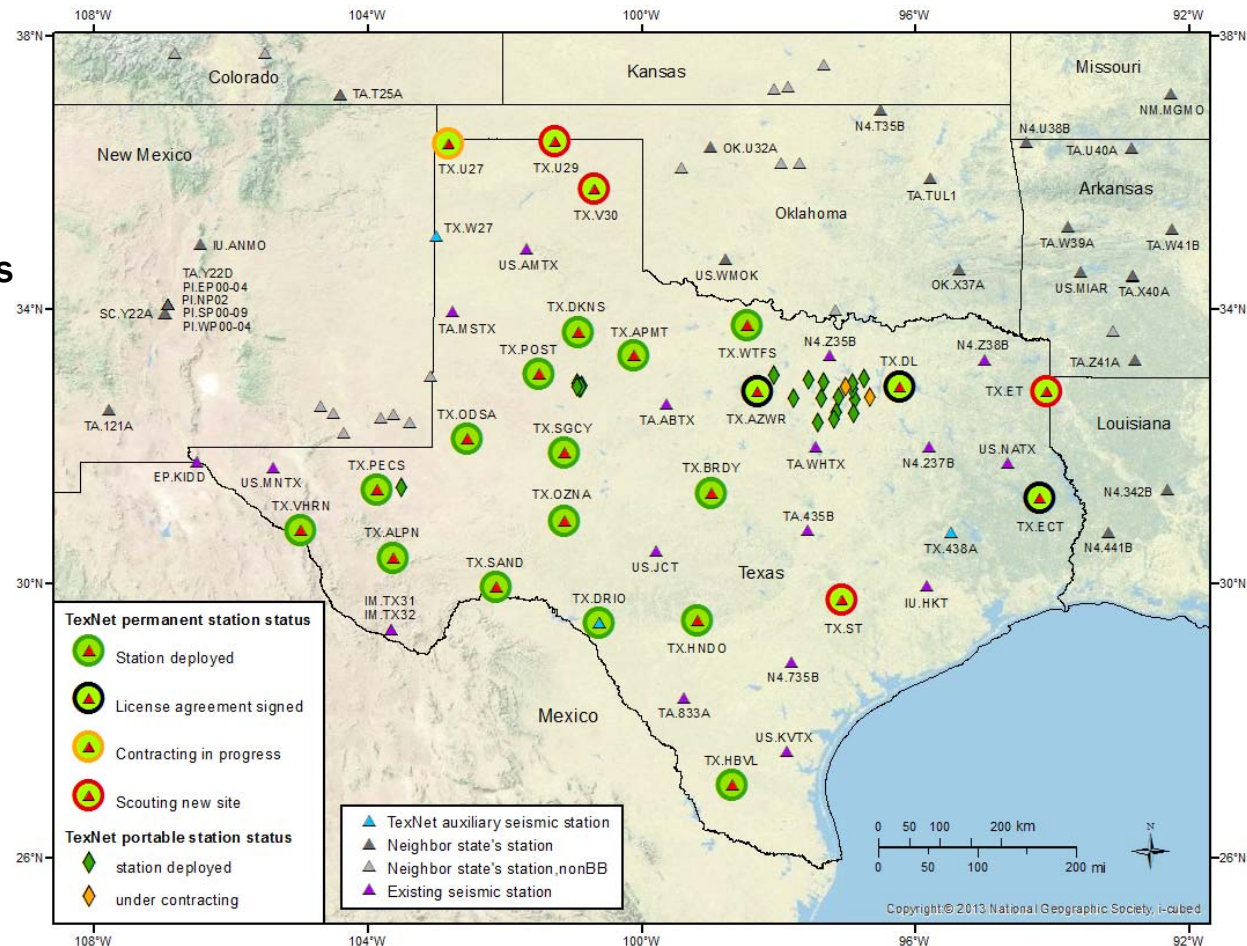 108°W 104°W 100°W 96°W 92°W
38°N 38°N
Colorado
Kansas
Missouri
TA.T25A
NM.MGMO
N4.T35B
N4.U38B
New Mexico
TX.U27
TX.U29
OK.U32A
TA.U40A
TX.V30
TA.TUL1
Arkansas
Oklahoma
TX.W27
TA.W39A
TA.W41B
IU.ANMO
US.AMTX
US.WMOK
s
TA.Y22D
PI.EP00-04
PI.NP02
PI.SP00-09
PI.WP00-04
SC.Y22A
OK.X37A
US.MIAR
TA.X40A
34°N 34°N
TA.MSTX
TX.DKNS
TX.APMT
TX.WTFS
N4.Z35B
N4.Z38B
TX.POST
TX.DL
TA.Z41A
TX.ET
TA.121A
TX.ODSA
TA.ABTX
TX.AZWR
Louisiana
TX.SGCY
EP.KIDD
US.MNTX
TX.PECS
TX.BRDY
TA.WHTX
N4.237B
US.NATX
TX.VHRN
TX.OZNA
N4.342B
TX.ALPN
TA.435B
TX.ECT
TX.438A
N4.441B
TX.SAND
US.JCT
Texas
30°N 30°N
IM.TX31
IM.TX32
TX.DRIO
IU.HKT
TX.HNDO
TX.ST
N4.735B
TA.833A
Mexico
US.KVTX
TX.HBVL
TexNet permanent station status
Station deployed
License agreement signed
Contracting in progress
Scouting new site
TexNet portable station status
station deployed
under contracting
TexNet auxiliary seismic station
Neighbor state's station
Neighbor state's station,nonBB
Existing seismic station
0 50 100 200 km
0 50 100 200 mi
N
26°N 26°N
Copyright:© 2013 National Geographic Society, i-cubed
108°W 104°W 100°W 96°W 92°W